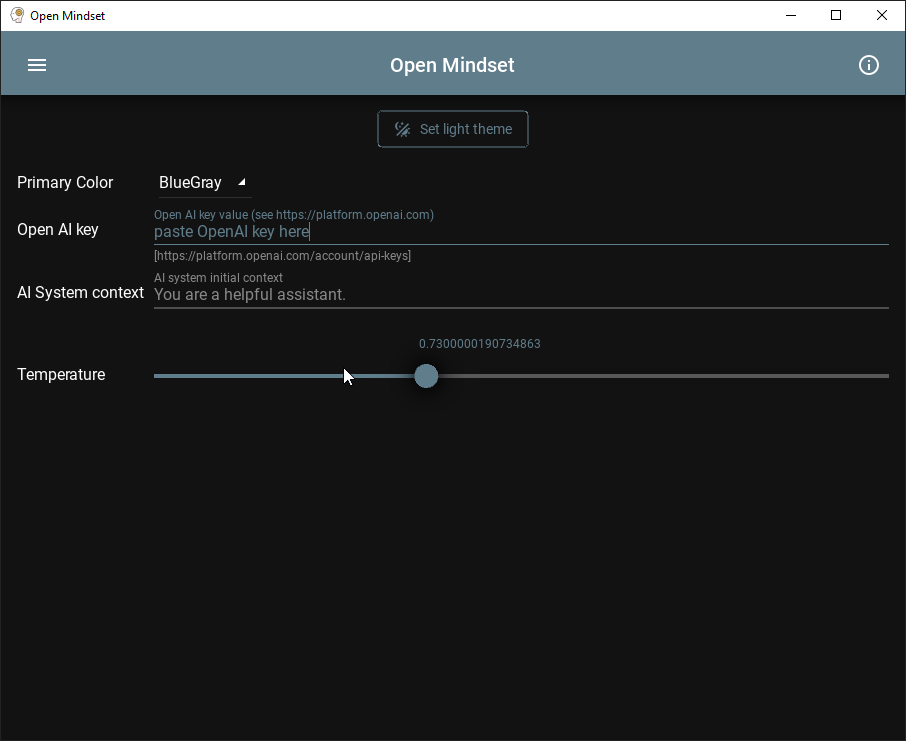 Open Mindset
Open Mindset
Set light theme
Primary Color
BlueGray
Open AI key
Open AI key value (see https://platform.openai.com)
paste OpenAI key here
[https://platform.openai.com/account/api-keys]
AI System context
AI system initial context
You are a helpful assistant.
0.7300000190734863
Temperature